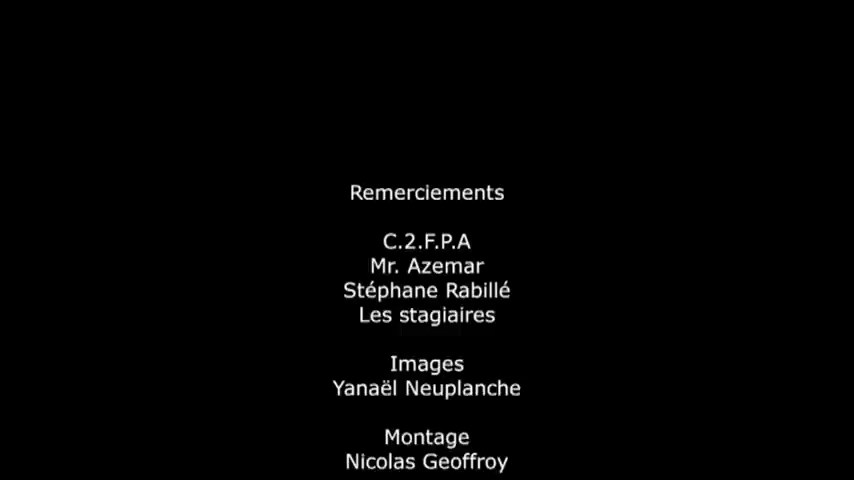 Remerciements
C.2.F.P.A
Mr. Azemar
Stéphane Rabillé
Les stagiaires
Images
Yanaël Neuplanche
Montage
Nicolas Geoffroy